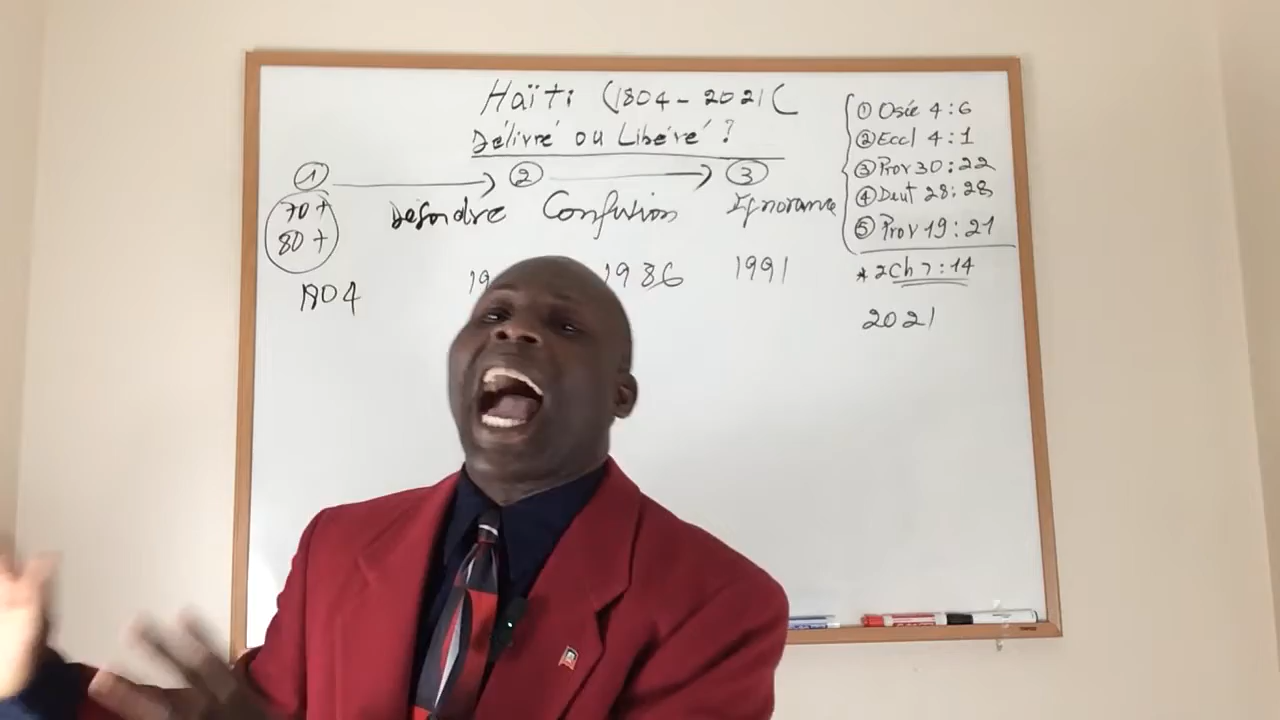 Haïti (1804 - 2021(
Délivré ou Libéré ?
① ② ③
70 +
80 +
Désordre Confusion Ignorance
1804 19 1986 1991
① Osée 4:6
② Eccl 4:1
③ Prov 30:22
④ Deut 28:28
⑤ Prov 19:21
* 2Ch 7:14
2021